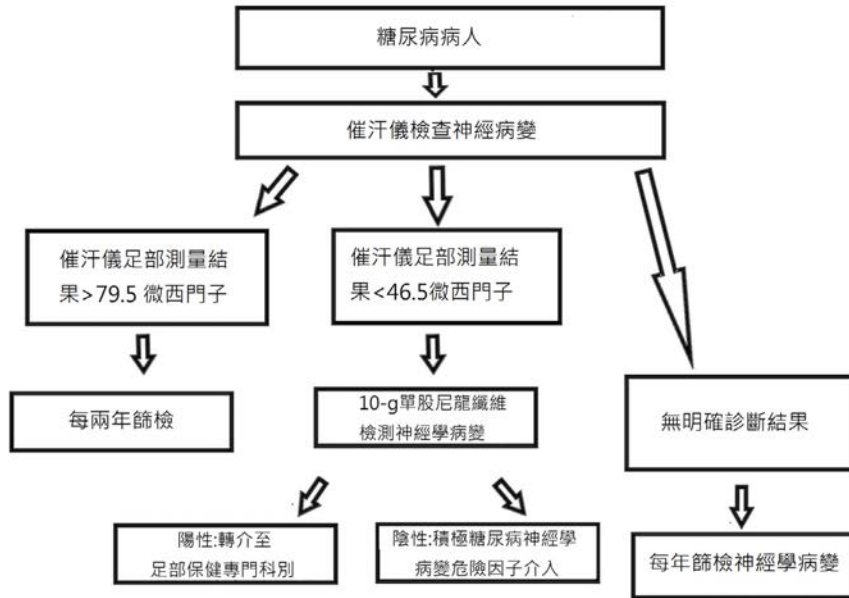 糖尿病病人
催汗儀檢查神經病變
催汗儀足部測量結
果>79.5 微西門子
催汗儀足部測量結
果<46.5微西門子
每兩年篩檢
10-g單股尼龍纖維
檢測神經學病變
無明確診斷結果
陽性:轉介至
足部保健專門科別
陰性:積極糖尿病神經學
病變危險因子介入
每年篩檢神經學病變